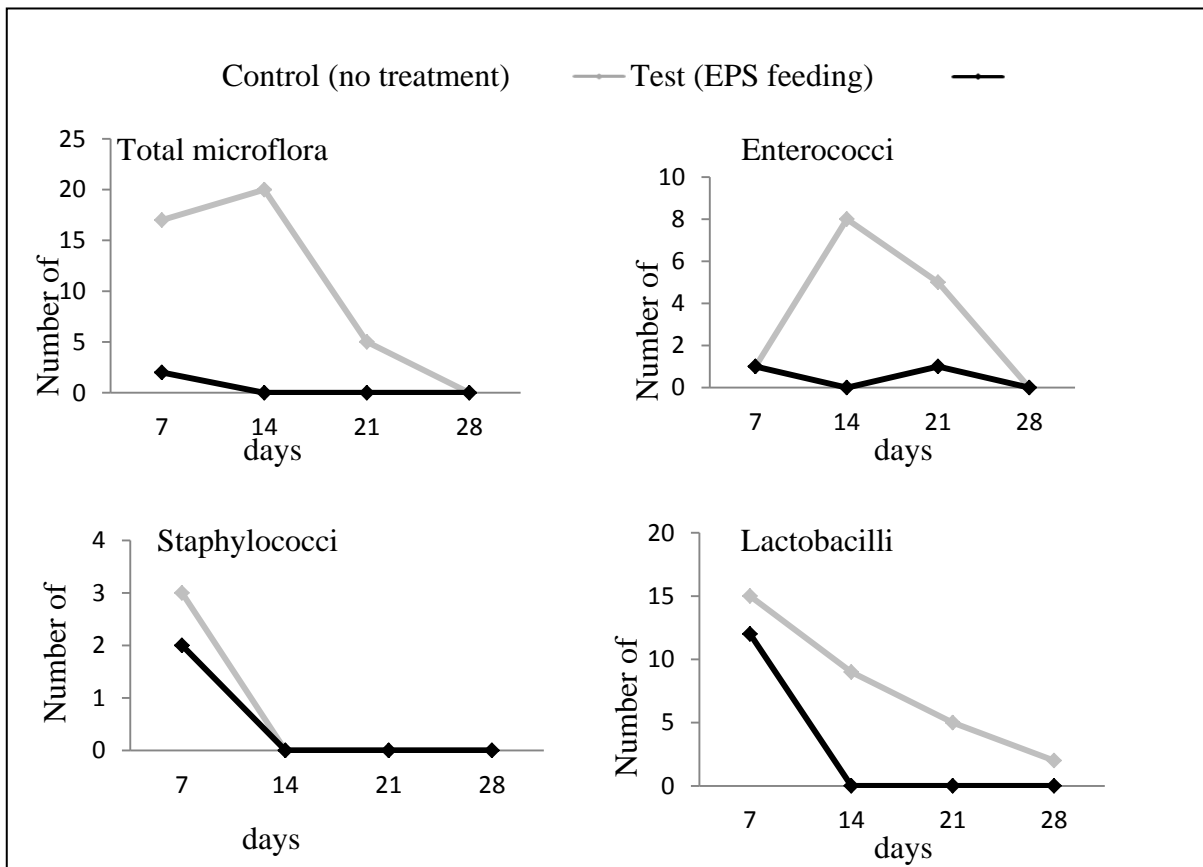 Control (no treatment) Test (EPS feeding)
Total microflora
Number of
25
20
15
10
5
0
7 14 21 28
days
Enterococci
Number of
10
8
6
4
2
0
7 14 21 28
days
Staphylococci
Number of
4
3
2
1
0
7 14 21 28
days
Lactobacilli
Number of
20
15
10
5
0
7 14 21 28
days